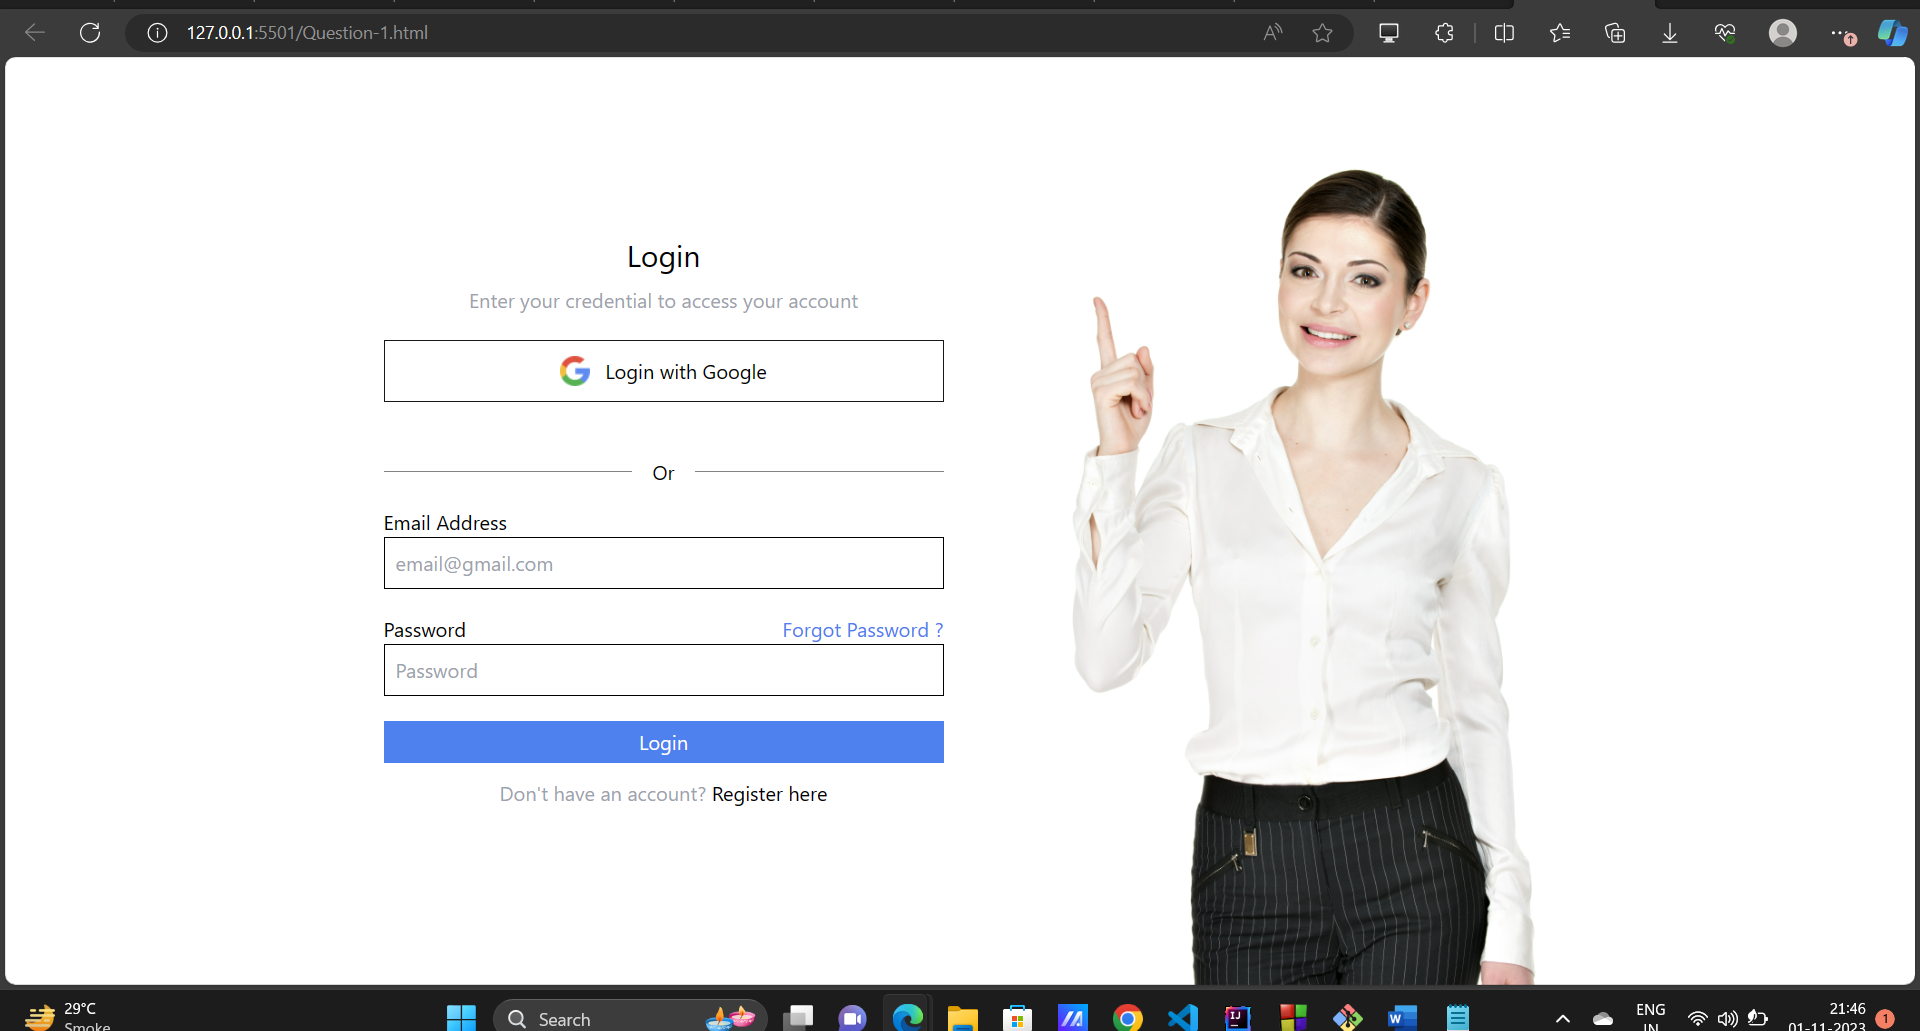 127.0.0.1:5501/Question-1.html
Login
Enter your credential to access your account
Login with Google
Or
Email Address
email@gmail.com
Password
Forgot Password ?
Password
Login
Don't have an account? Register here
29°C
Smoke
Search
ENG
IN
21:46
01-11-2023
1